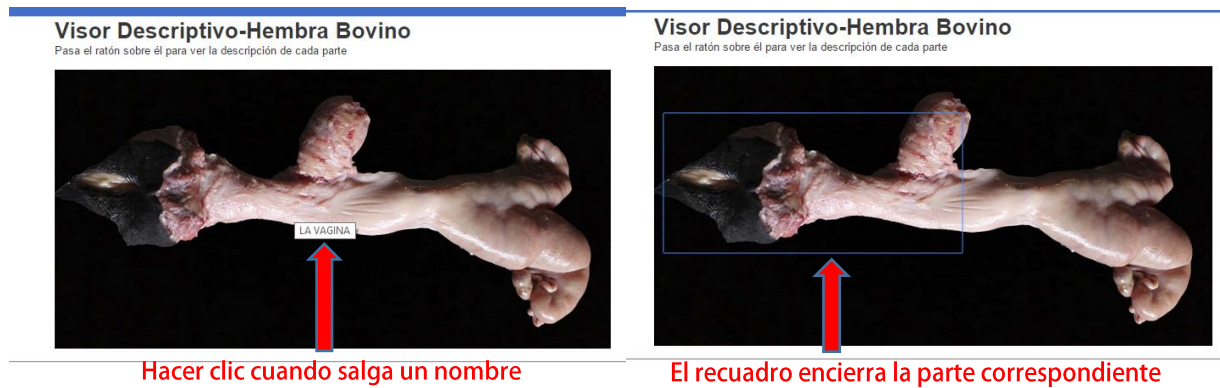 Visor Descriptivo-Hembra Bovino
Pasa el ratón sobre él para ver la descripción de cada parte
LA VAGINA
Hacer clic cuando salga un nombre
Visor Descriptivo-Hembra Bovino
Pasa el ratón sobre él para ver la descripción de cada parte
El recuadro encierra la parte correspondiente